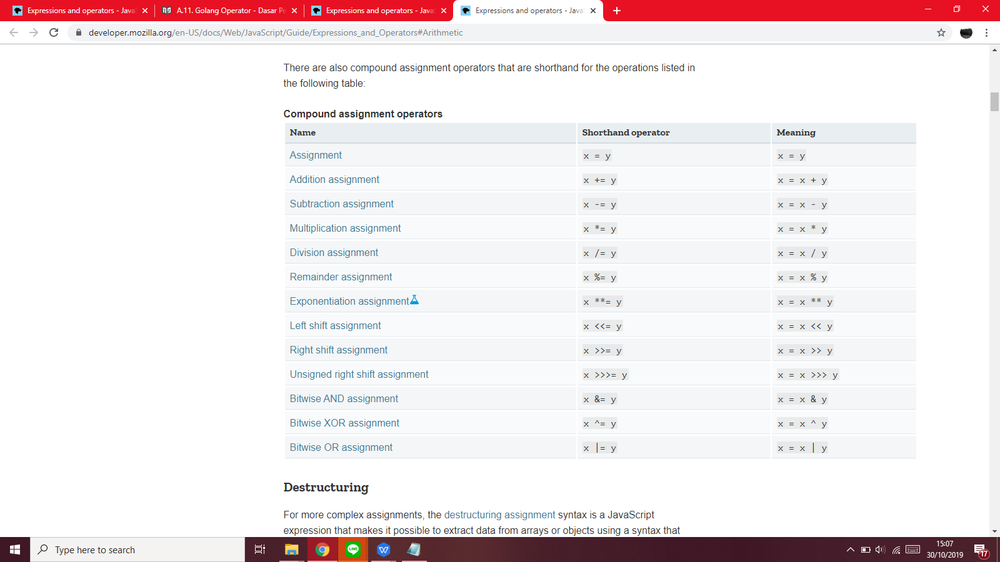 Expressions and operators - Java
A.11. Golang Operator - Dasar Pe
Expressions and operators - Java
Expressions and operators - Java
developer.mozilla.org/en-US/docs/Web/JavaScript/Guide/Expressions_and_Operators#Arithmetic
There are also compound assignment operators that are shorthand for the operations listed in
the following table:
Compound assignment operators
Name Shorthand operator Meaning
Assignment x = y x = y
Addition assignment x += y x = x + y
Subtraction assignment x -= y x = x - y
Multiplication assignment x *= y x = x * y
Division assignment x /= y x = x / y
Remainder assignment x %= y x = x % y
Exponentiation assignment x **= y x = x ** y
Left shift assignment x <<= y x = x << y
Right shift assignment x >>= y x = x >> y
Unsigned right shift assignment x >>>= y x = x >>> y
Bitwise AND assignment x &= y x = x & y
Bitwise XOR assignment x ^= y x = x ^ y
Bitwise OR assignment x |= y x = x | y
Destructuring
For more complex assignments, the destructuring assignment syntax is a JavaScript
expression that makes it possible to extract data from arrays or objects using a syntax that
Type here to search
LINE
W
15:07
30/10/2019
17